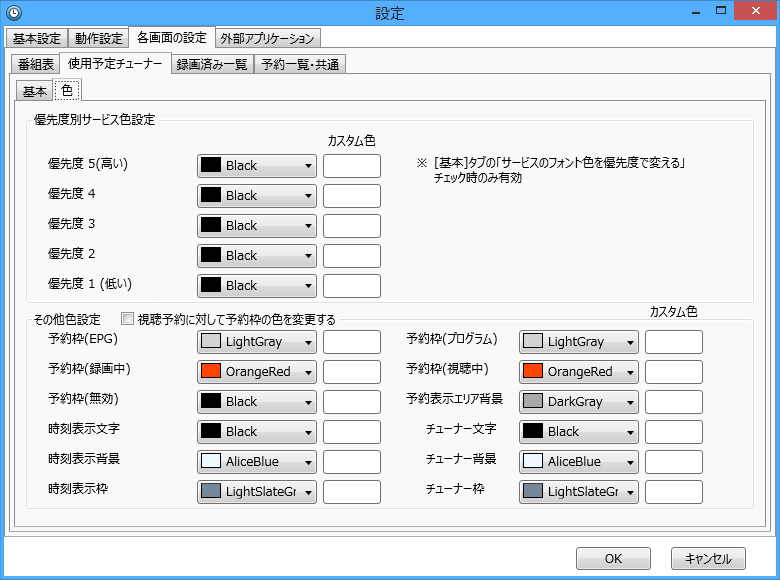 設定
基本設定 動作設定 各画面の設定 外部アプリケーション
番組表 使用予定チューナー 録画済み一覧 予約一覧・共通
基本 色
優先度別サービス色設定
カスタム色
優先度 5(高い) Black
※ [基本]タブの「サービスのフォント色を優先度で変える」
チェック時のみ有効
優先度 4 Black
優先度 3 Black
優先度 2 Black
優先度 1 (低い) Black
その他色設定 視聴予約に対して予約枠の色を変更する カスタム色
予約枠(EPG) LightGray 予約枠(プログラム) LightGray
予約枠(録画中) OrangeRed 予約枠(視聴中) OrangeRed
予約枠(無効) Black 予約表示エリア背景 DarkGray
時刻表示文字 Black チューナー文字 Black
時刻表示背景 AliceBlue チューナー背景 AliceBlue
時刻表示枠 LightSlateGr チューナー枠 LightSlateGr
OK キャンセル